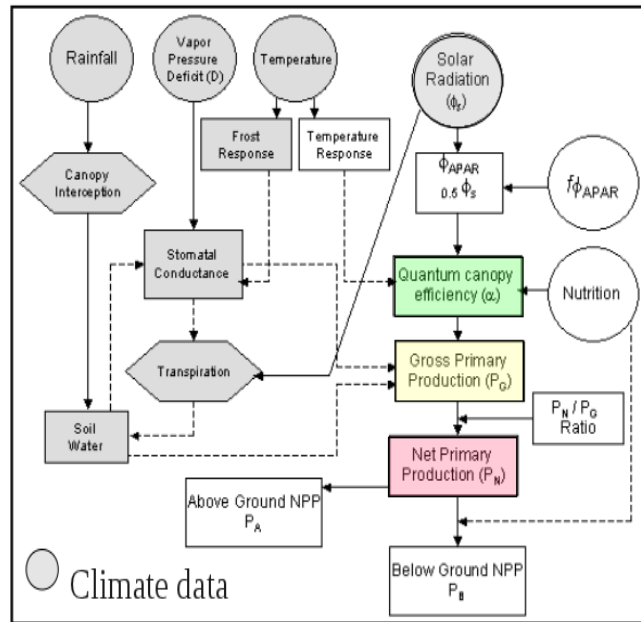 Rainfall
Vapor
Pressure
Deficit (D)
Temperature
Solar
Radiation
(ϕs)
Frost
Response
Temperature
Response
ϕAPAR
0.5 ϕs
fϕAPAR
Canopy
Interception
Stomatal
Conductance
Quantum canopy
efficiency (α)
Nutrition
Transpiration
Gross Primary
Production (PG)
Soil
Water
PN / PG
Ratio
Net Primary
Production (PN)
Above Ground NPP
PA
Below Ground NPP
PB
Climate data